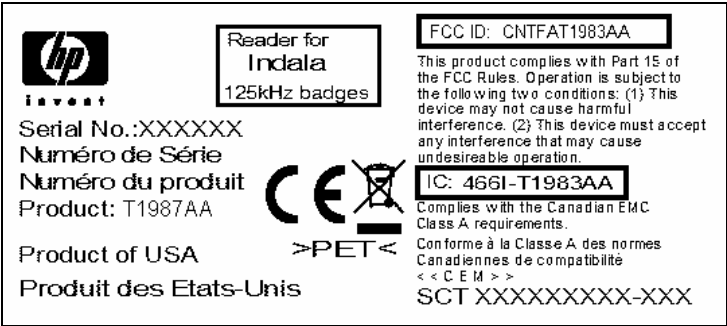 hp
invent
Reader for
Indala
125kHz badges
Serial No.:XXXXXX
Numéro de Série
Numéro du produit
Product: T1987AA
Product of USA
Produit des Etats-Unis
CE
>PET<
FCC ID: CNTFAT1983AA
This product complies with Part 15 of
the FCC Rules. Operation is subject to
the following two conditions: (1) This
device may not cause harmful
interference. (2) This device must accept
any interference that may cause
undesireable operation.
IC: 466I-T1983AA
Complies with the Canadian EMC
Class A requirements.
Conforme à la Classe A des normes
Canadiennes de compatibilité
<<CEM>>
SCT XXXXXXXXX-XXX